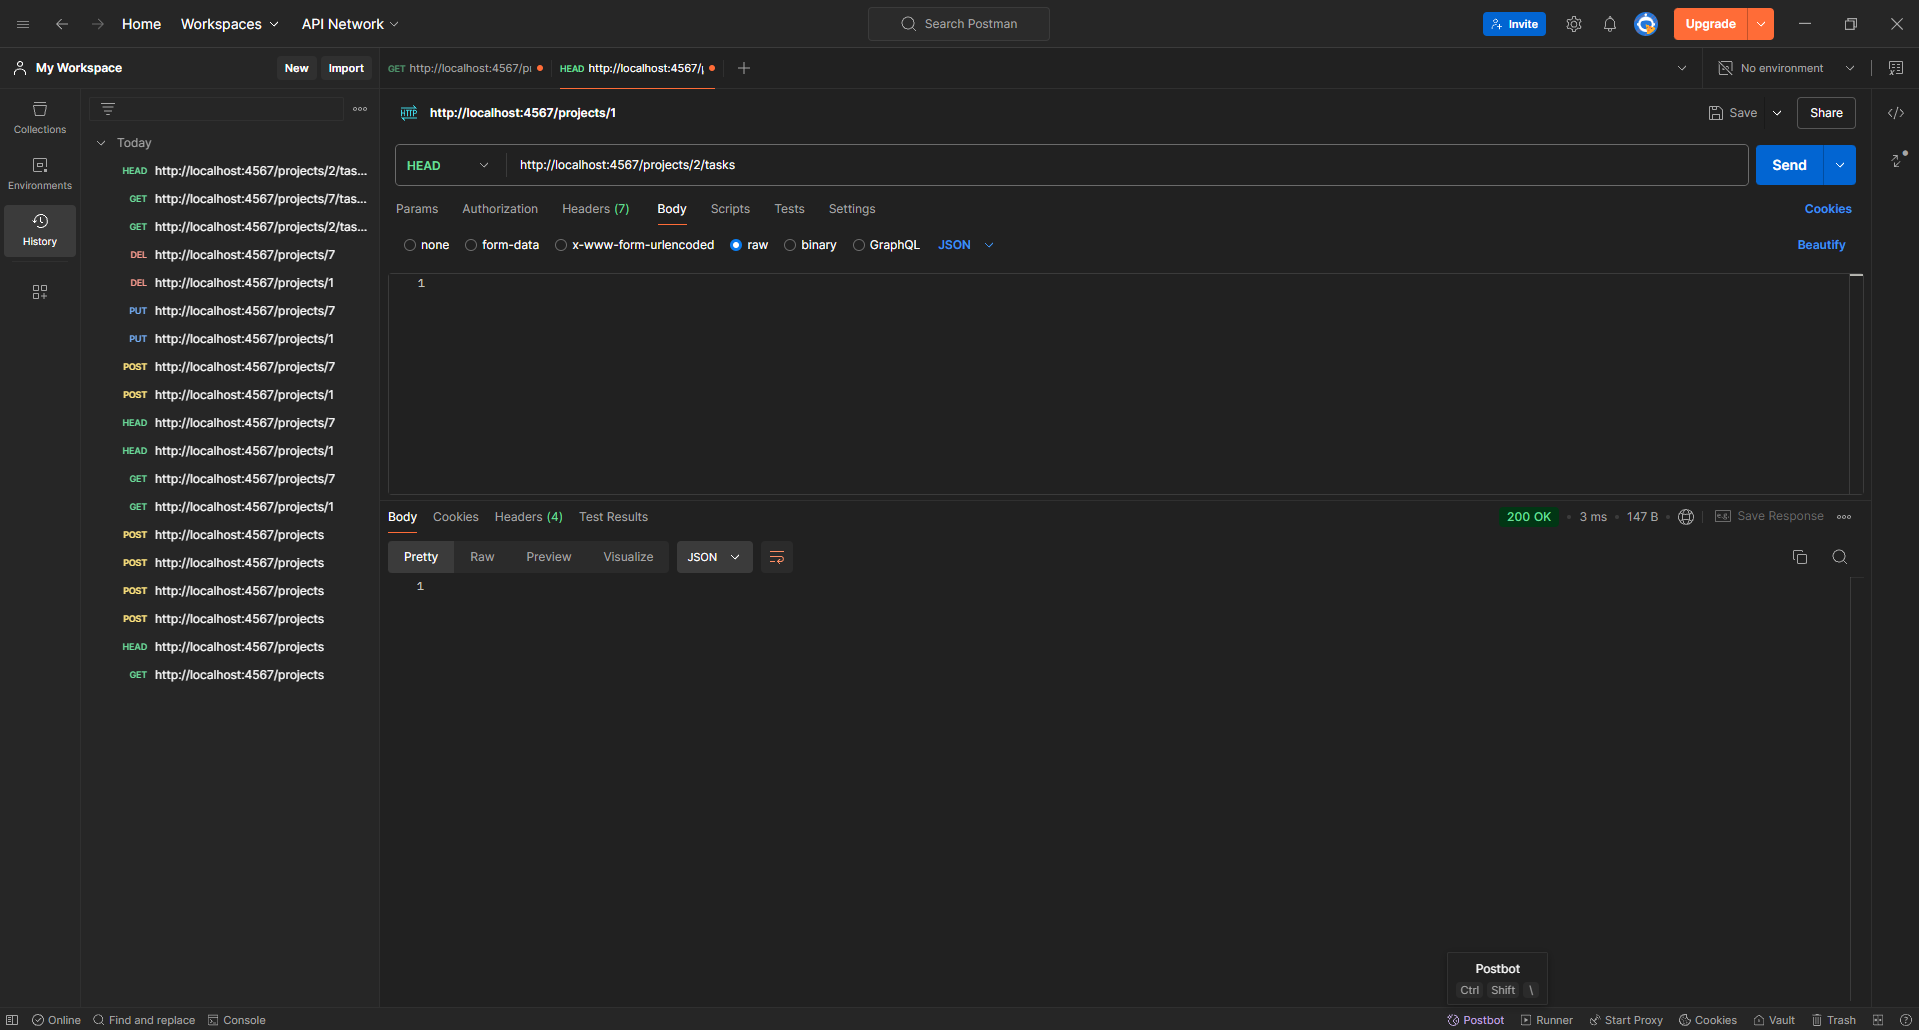 Home Workspaces API Network Search Postman Invite Upgrade
My Workspace New Import GET http://localhost:4567/p HEAD http://localhost:4567/ No environment
Collections
Environments
History
Today
HEAD http://localhost:4567/projects/2/tas...
GET http://localhost:4567/projects/7/tas...
GET http://localhost:4567/projects/2/tas...
DEL http://localhost:4567/projects/7
DEL http://localhost:4567/projects/1
PUT http://localhost:4567/projects/7
PUT http://localhost:4567/projects/1
POST http://localhost:4567/projects/7
POST http://localhost:4567/projects/1
HEAD http://localhost:4567/projects/7
HEAD http://localhost:4567/projects/1
GET http://localhost:4567/projects/7
GET http://localhost:4567/projects/1
POST http://localhost:4567/projects
POST http://localhost:4567/projects
POST http://localhost:4567/projects
POST http://localhost:4567/projects
HEAD http://localhost:4567/projects
GET http://localhost:4567/projects
HTTP http://localhost:4567/projects/1 Save Share
HEAD http://localhost:4567/projects/2/tasks Send
Params Authorization Headers (7) Body Scripts Tests Settings Cookies
none form-data x-www-form-urlencoded raw binary GraphQL JSON Beautify
1
Body Cookies Headers (4) Test Results 200 OK • 3 ms • 147 B • e.g. Save Response
Pretty Raw Preview Visualize JSON
1
Postbot
Ctrl Shift \
Online Find and replace Console Postbot Runner Start Proxy Cookies Vault Trash